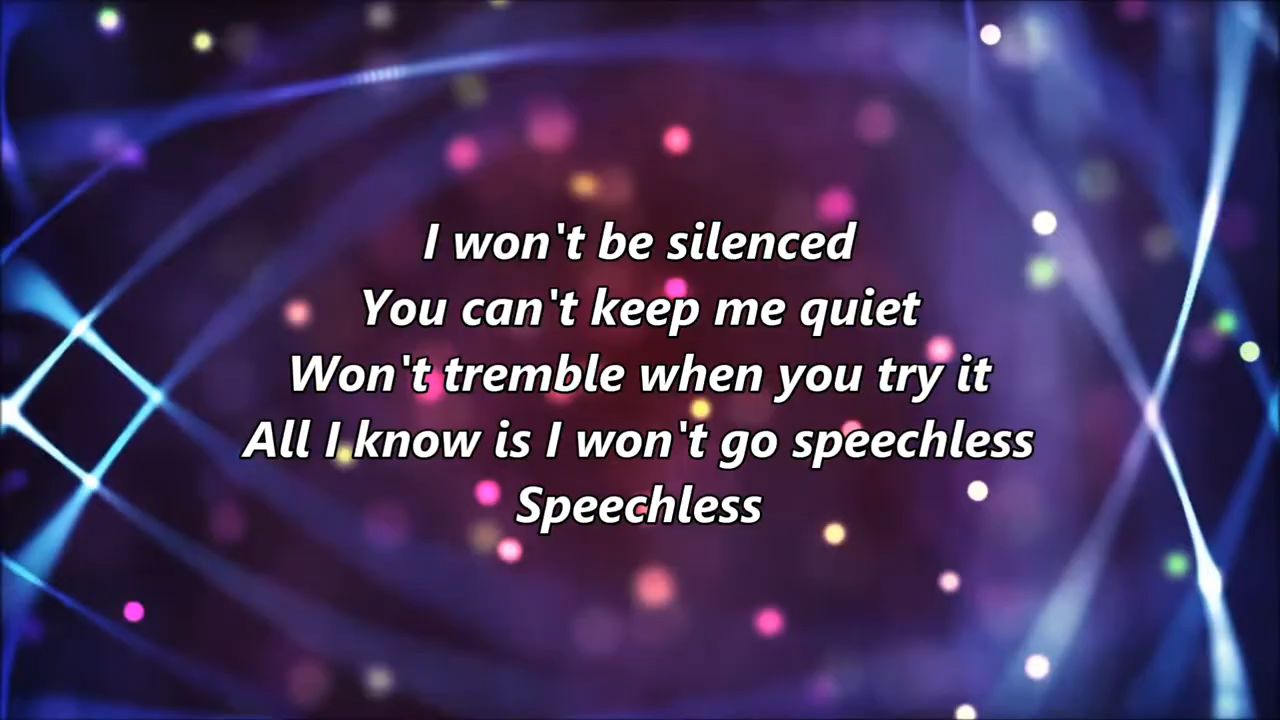 I won't be silenced
You can't keep me quiet
Won't tremble when you try it
All I know is I won't go speechless
Speechless